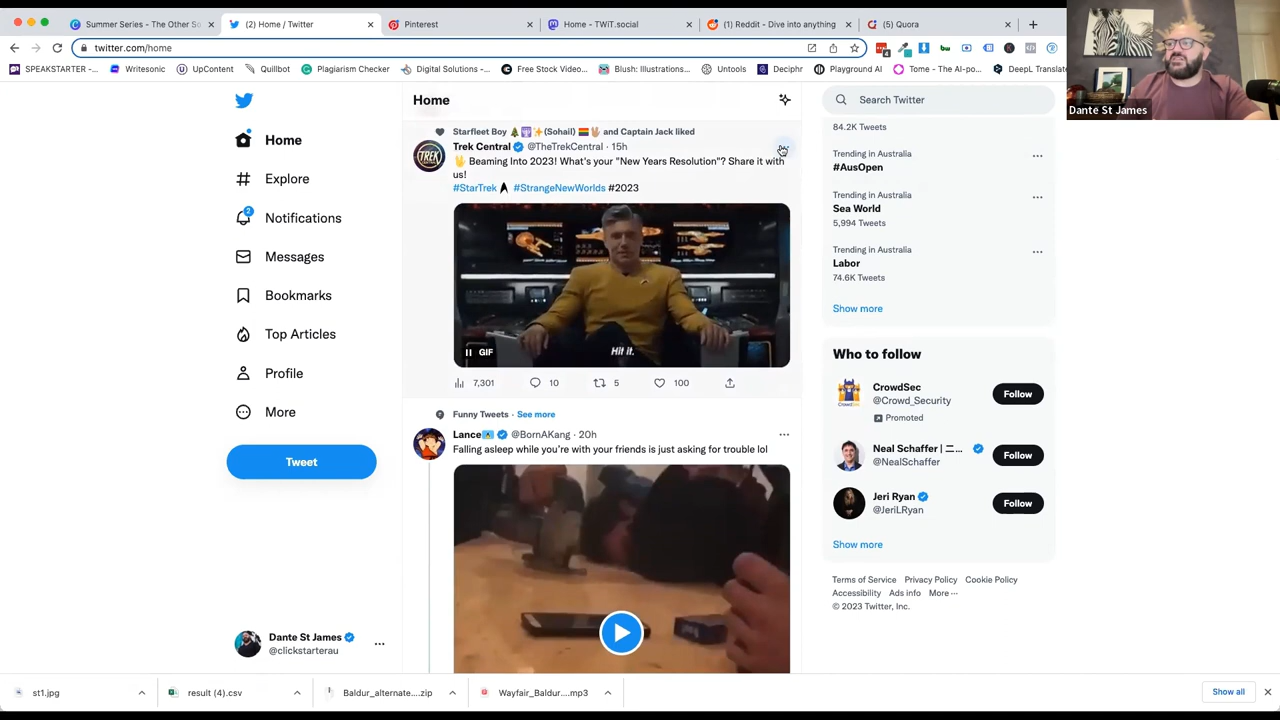 Summer Series - The Other So
(2) Home / Twitter
Pinterest
Home - TWiT.social
(1) Reddit - Dive into anything
(5) Quora
twitter.com/home
SPEAKSTARTER -...
Writesonic
UpContent
Quillbot
Plagiarism Checker
Digital Solutions -...
Free Stock Video...
Blush: Illustrations...
Untools
Deciphr
Playground AI
Tome - The AI-po...
DeepL Translate
Dante St James
Home
Explore
Notifications
2
Messages
Bookmarks
Top Articles
Profile
More
Tweet
Dante St James
@clickstarterau
Home
Starfleet Boy 🎄✨(Sohail) 🏳️‍🌈🖖 and Captain Jack liked
Trek Central @TheTrekCentral · 15h
🖖 Beaming Into 2023! What's your "New Years Resolution"? Share it with
us!
#StarTrek #StrangeNewWorlds #2023
TREK
Hit it.
GIF
7,301
10
5
100
Funny Tweets · See more
Lance @BornAKang · 20h
Falling asleep while you're with your friends is just asking for trouble lol
Search Twitter
84.2K Tweets
Trending in Australia
#AusOpen
Trending in Australia
Sea World
5,994 Tweets
Trending in Australia
Labor
74.6K Tweets
Show more
Who to follow
CrowdSec
@Crowd_Security
Promoted
Follow
Neal Schaffer | ニ...
@NealSchaffer
Follow
Jeri Ryan
@JeriLRyan
Follow
Show more
Terms of Service Privacy Policy Cookie Policy
Accessibility Ads info More ...
© 2023 Twitter, Inc.
st1.jpg
result (4).csv
Baldur_alternate....zip
Wayfair_Baldur....mp3
Show all